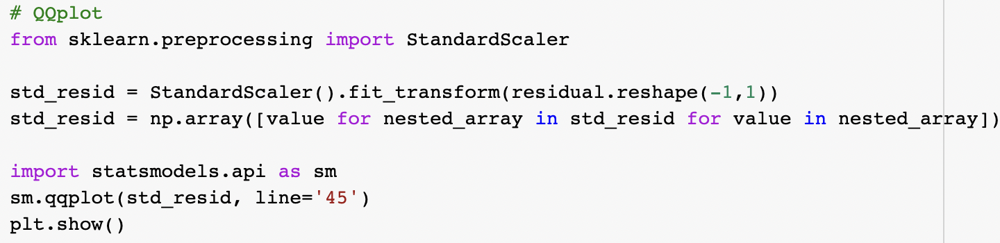 # QQplot
from sklearn.preprocessing import StandardScaler
std_resid = StandardScaler().fit_transform(residual.reshape(-1,1))
std_resid = np.array([value for nested_array in std_resid for value in nested_array])
import statsmodels.api as sm
sm.qqplot(std_resid, line='45')
plt.show()